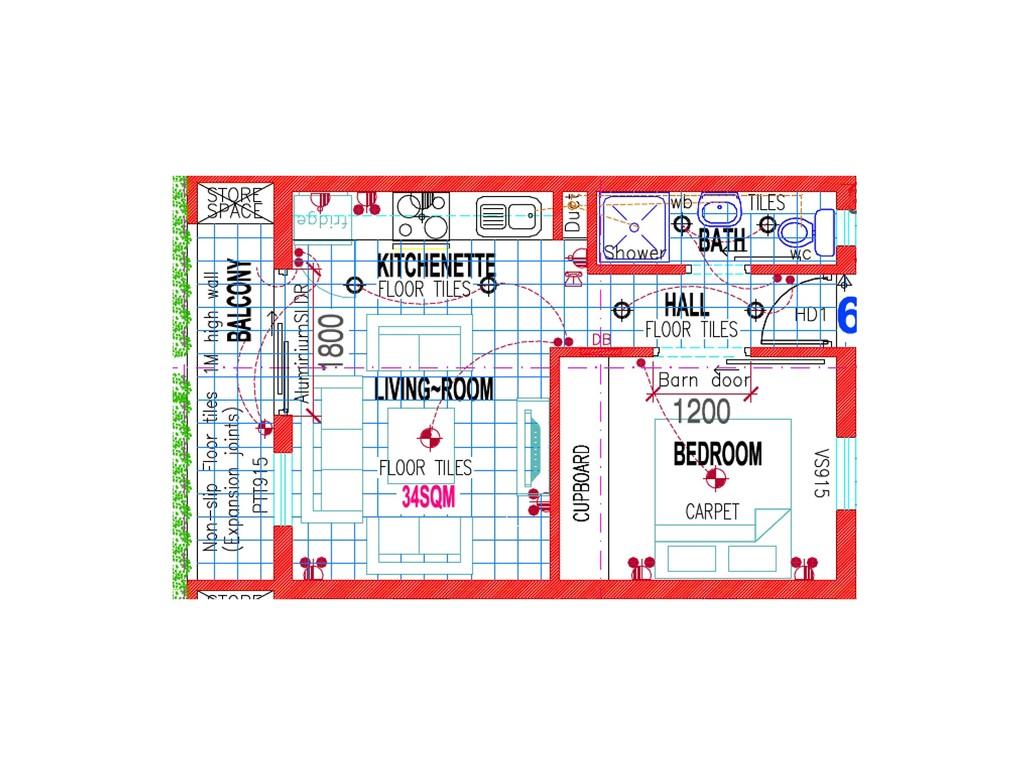 STORE
SPACE
fridge
Duct
wb
TILES
BATH
Shower
wc
KITCHENETTE
FLOOR TILES
BALCONY
Non-slip Floor tiles 1M high wall
(Expansion joints)
AluminiumSLDR
1800
HALL
FLOOR TILES
HD1
6
DB
LIVING~ROOM
Barn door
1200
FLOOR TILES
34SQM
PTT915
CUPBOARD
BEDROOM
CARPET
VS915
STORE